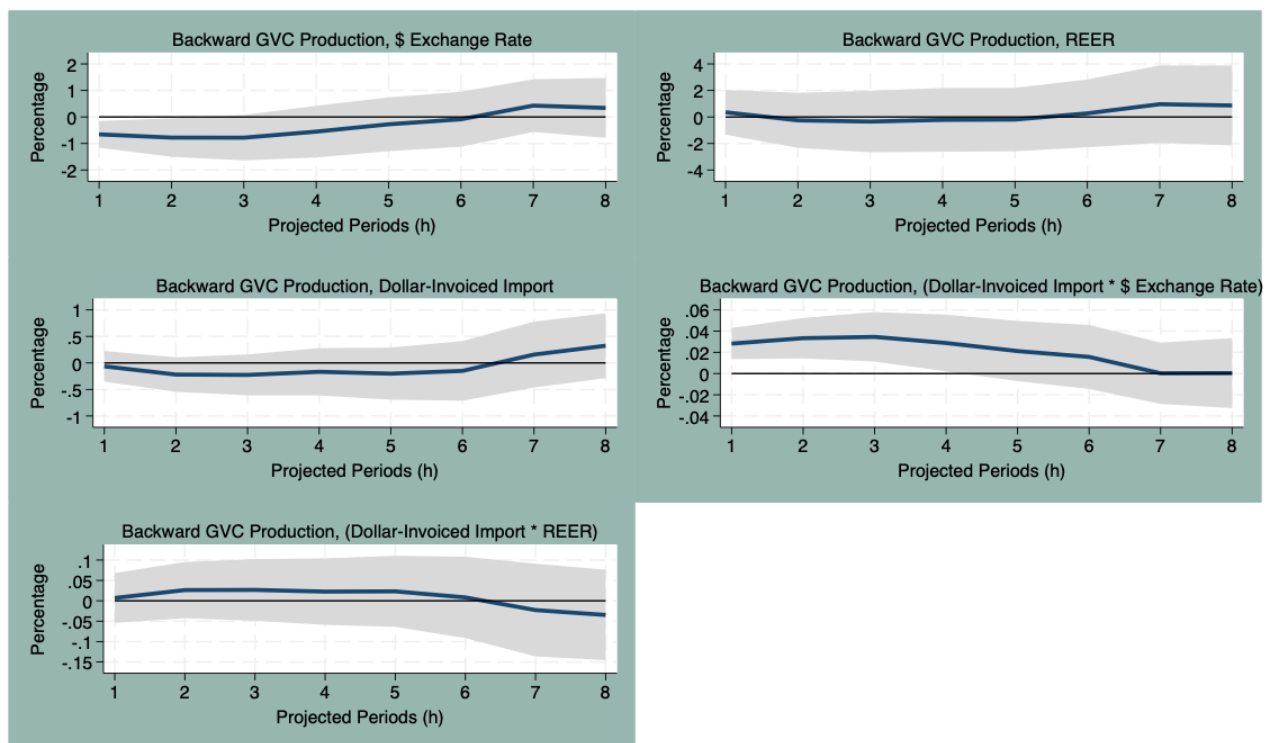 Backward GVC Production, $ Exchange Rate
Percentage
2
1
0
-1
-2
1 2 3 4 5 6 7 8
Projected Periods (h)
Backward GVC Production, REER
Percentage
4
2
0
-2
-4
1 2 3 4 5 6 7 8
Projected Periods (h)
Backward GVC Production, Dollar-Invoiced Import
Percentage
1
.5
0
-.5
-1
1 2 3 4 5 6 7 8
Projected Periods (h)
Backward GVC Production, (Dollar-Invoiced Import * $ Exchange Rate)
Percentage
.06
.04
.02
0
-.02
-.04
1 2 3 4 5 6 7 8
Projected Periods (h)
Backward GVC Production, (Dollar-Invoiced Import * REER)
Percentage
.1
.05
0
-.05
-.1
-.15
1 2 3 4 5 6 7 8
Projected Periods (h)